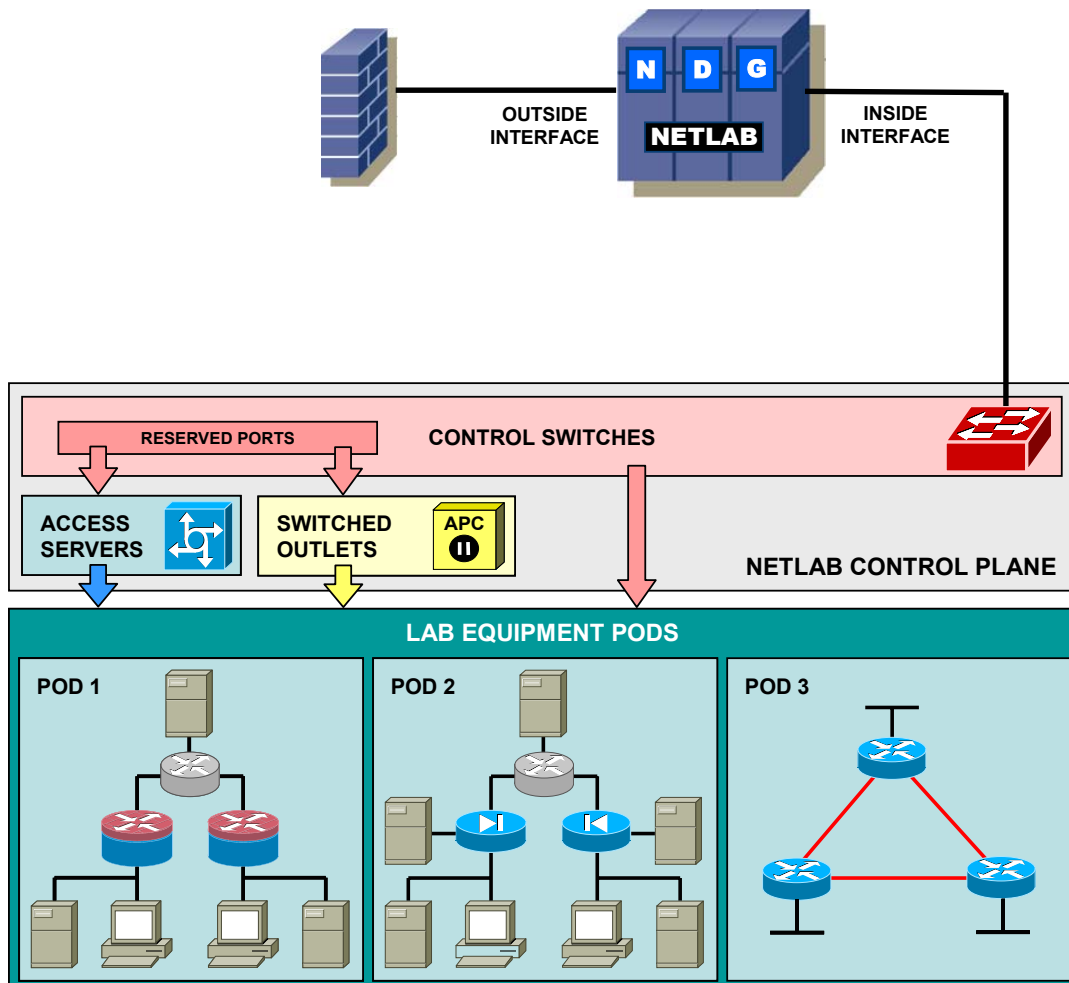 N D G
NETLAB
OUTSIDE
INTERFACE
INSIDE
INTERFACE
RESERVED PORTS
CONTROL SWITCHES
ACCESS
SERVERS
SWITCHED
OUTLETS
APC
NETLAB CONTROL PLANE
LAB EQUIPMENT PODS
POD 1
POD 2
POD 3